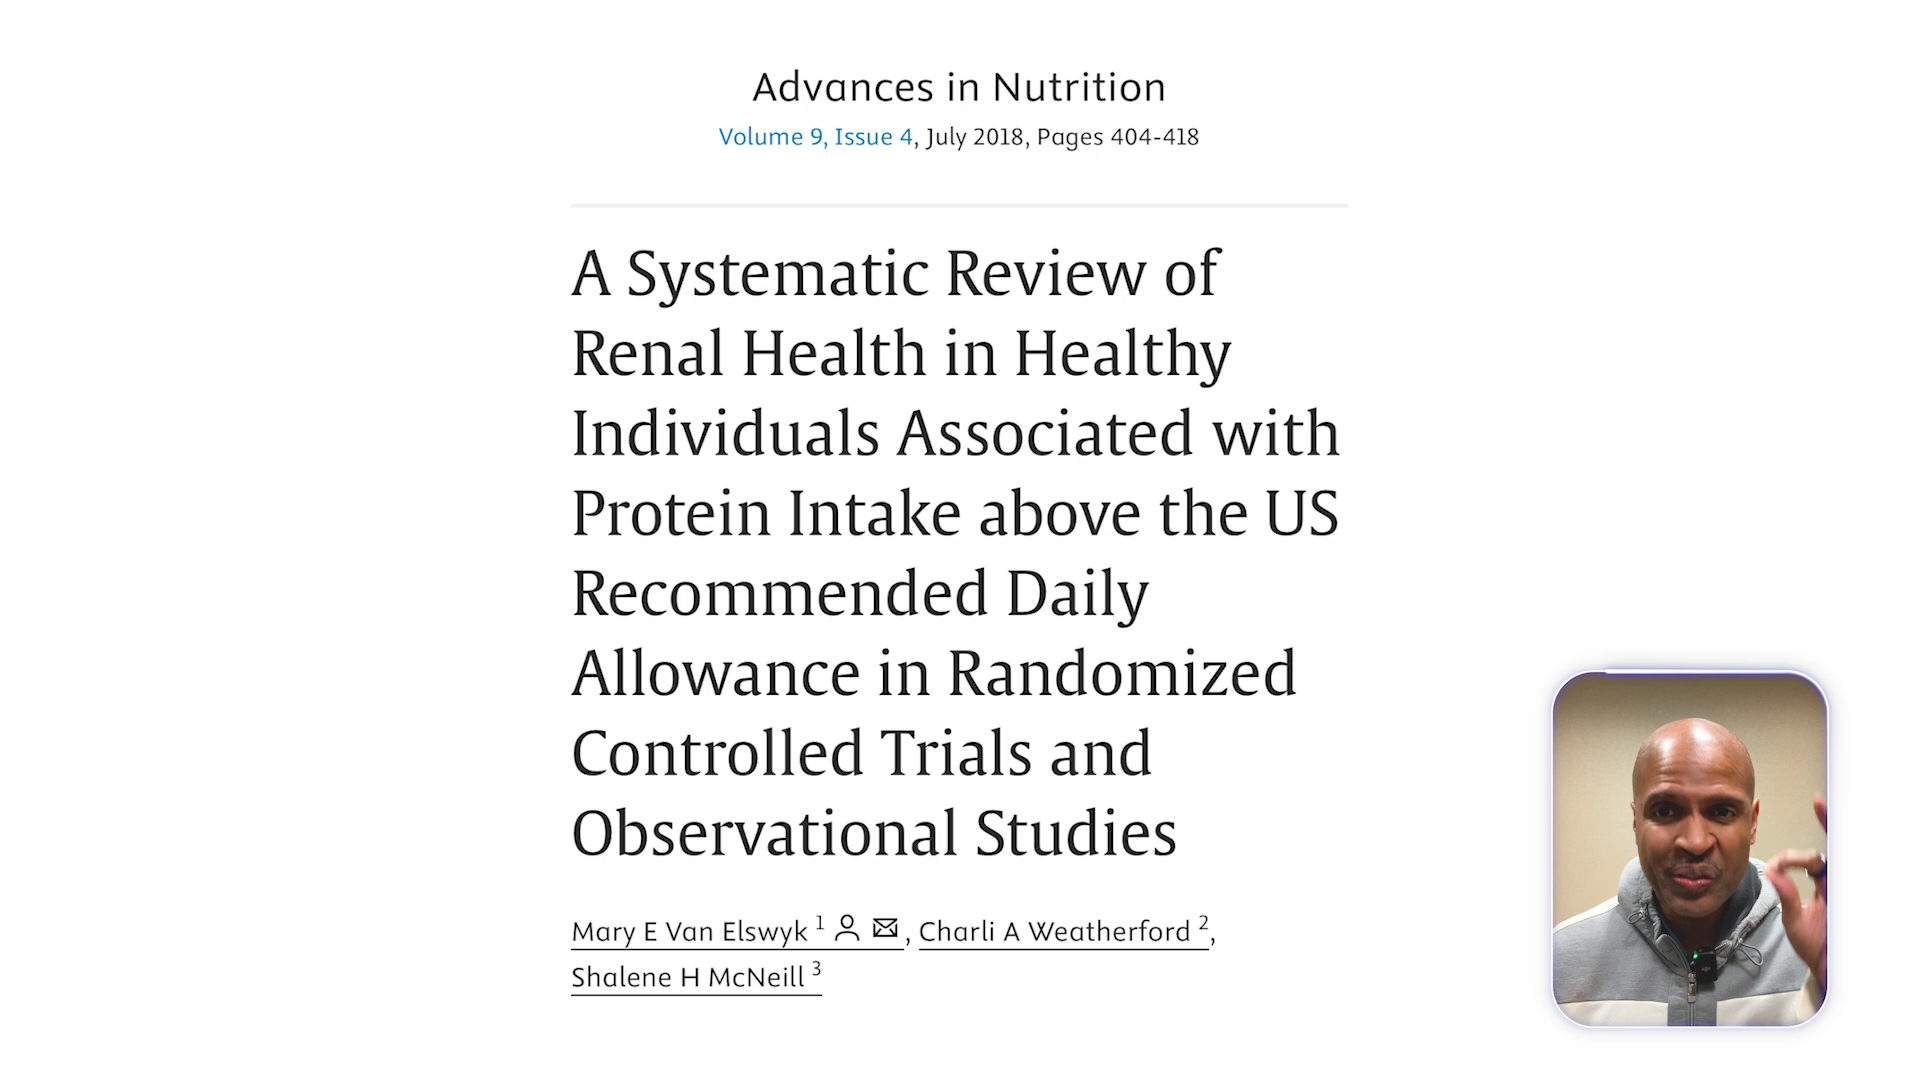 Advances in Nutrition
Volume 9, Issue 4, July 2018, Pages 404-418
A Systematic Review of
Renal Health in Healthy
Individuals Associated with
Protein Intake above the US
Recommended Daily
Allowance in Randomized
Controlled Trials and
Observational Studies
Mary E Van Elswyk 1, Charli A Weatherford 2,
Shalene H McNeill 3